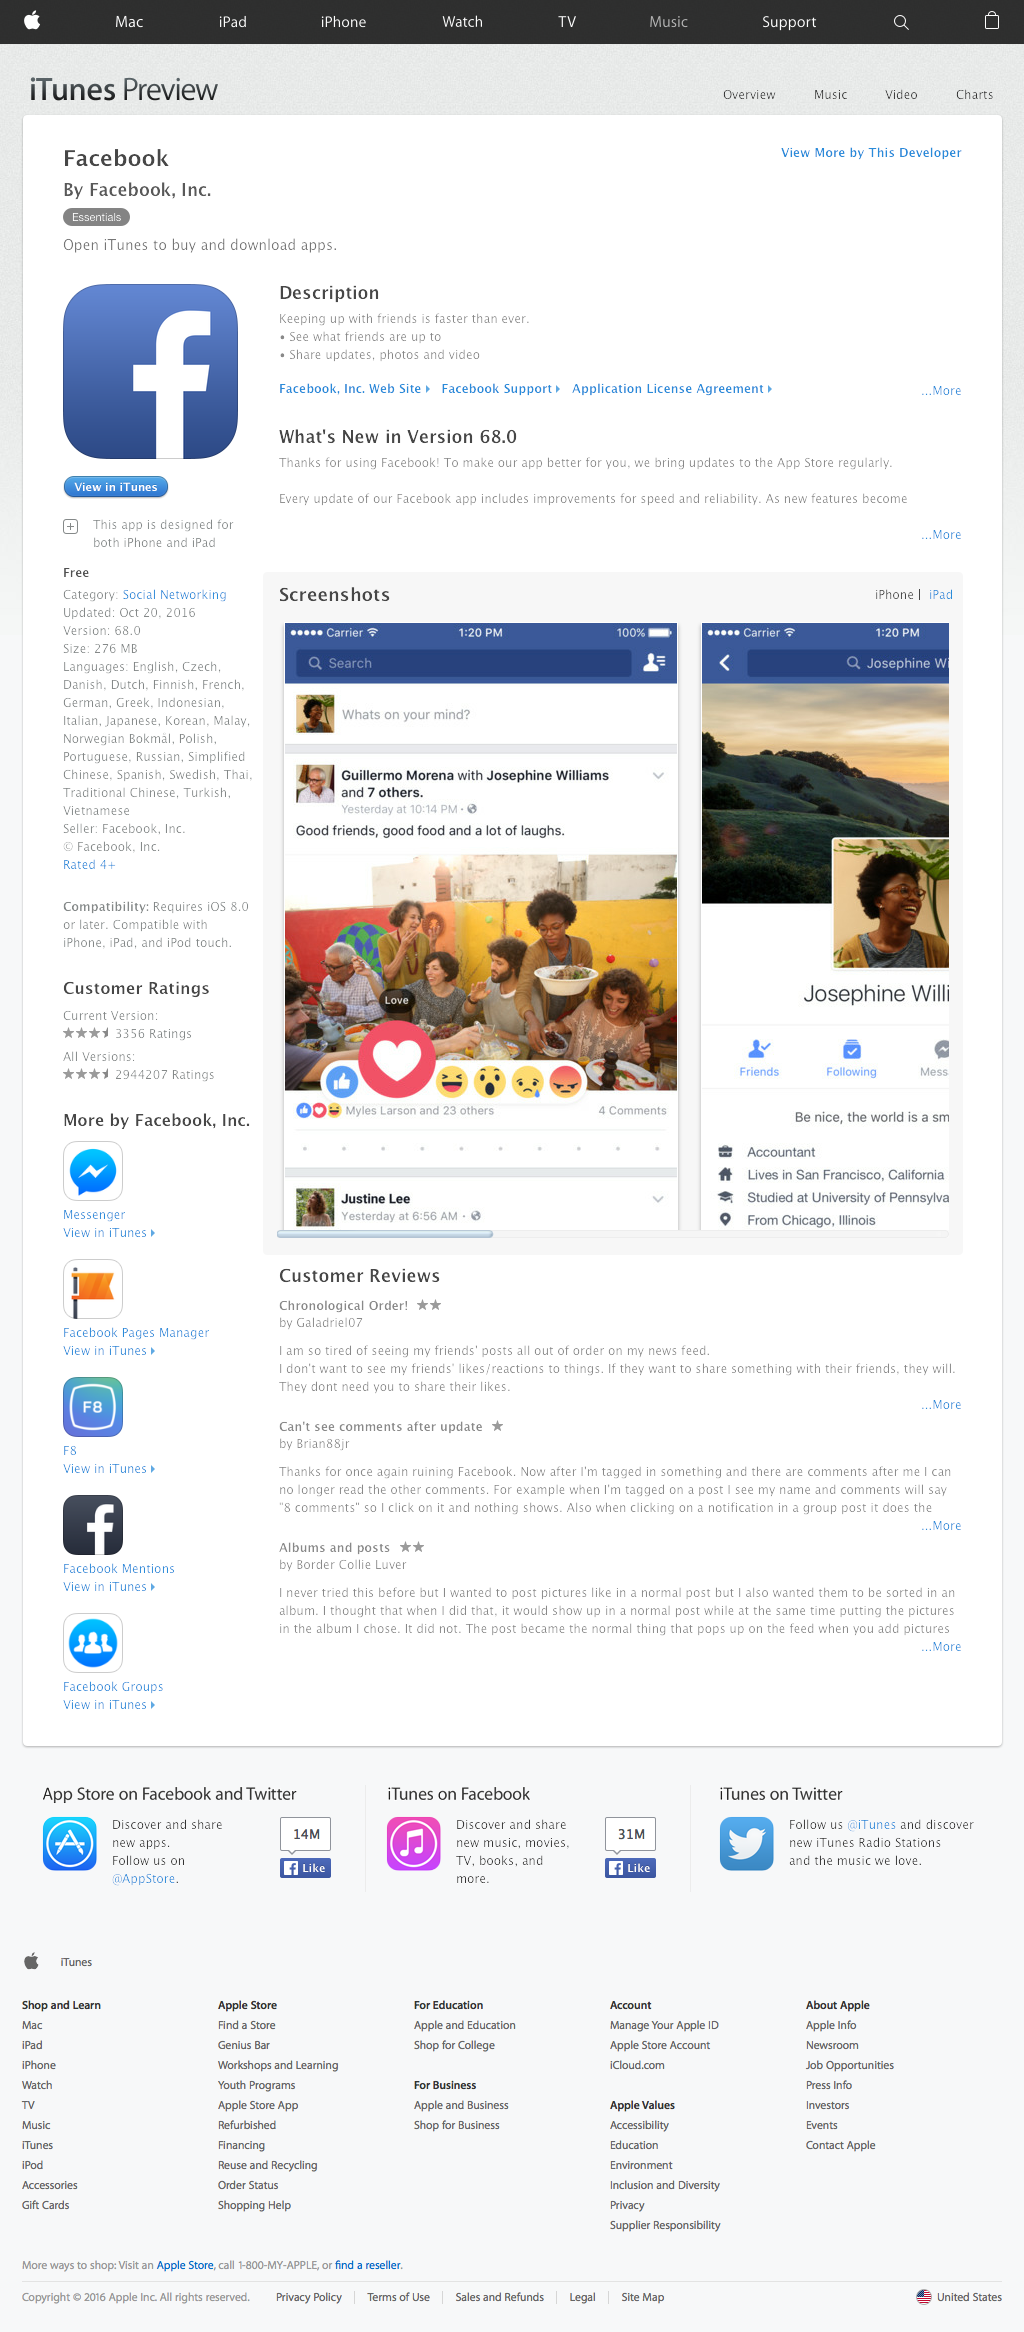 Mac
iPad
iPhone
Watch
TV
Music
Support
iTunes Preview
Overview
Music
Video
Charts
Facebook
View More by This Developer
By Facebook, Inc.
Essentials
Open iTunes to buy and download apps.
Description
Keeping up with friends is faster than ever.
• See what friends are up to
• Share updates, photos and video
Facebook, Inc. Web Site
Facebook Support
Application License Agreement
...More
What's New in Version 68.0
Thanks for using Facebook! To make our app better for you, we bring updates to the App Store regularly.
Every update of our Facebook app includes improvements for speed and reliability. As new features become
...More
View in iTunes
This app is designed for
both iPhone and iPad
Free
Category: Social Networking
Updated: Oct 20, 2016
Version: 68.0
Size: 276 MB
Languages: English, Czech,
Danish, Dutch, Finnish, French,
German, Greek, Indonesian,
Italian, Japanese, Korean, Malay,
Norwegian Bokmål, Polish,
Portuguese, Russian, Simplified
Chinese, Spanish, Swedish, Thai,
Traditional Chinese, Turkish,
Vietnamese
Seller: Facebook, Inc.
© Facebook, Inc.
Rated 4+
Compatibility: Requires iOS 8.0
or later. Compatible with
iPhone, iPad, and iPod touch.
Customer Ratings
Current Version:
3356 Ratings
All Versions:
2944207 Ratings
More by Facebook, Inc.
Messenger
View in iTunes
Facebook Pages Manager
View in iTunes
F8
F8
View in iTunes
Facebook Mentions
View in iTunes
Facebook Groups
View in iTunes
Screenshots
iPhone | iPad
Carrier
1:20 PM
100%
Search
Whats on your mind?
Guillermo Morena with Josephine Williams
and 7 others.
Yesterday at 10:14 PM
Good friends, good food and a lot of laughs.
Love
Myles Larson and 23 others
4 Comments
Justine Lee
Yesterday at 6:56 AM
Carrier
1:20 PM
Josephine Wi
Josephine Willi
Friends
Following
Mess
Be nice, the world is a sm
Accountant
Lives in San Francisco, California
Studied at University of Pennsylva
From Chicago, Illinois
Customer Reviews
Chronological Order! ★★
by Galadriel07
I am so tired of seeing my friends' posts all out of order on my news feed.
I don't want to see my friends' likes/reactions to things. If they want to share something with their friends, they will.
They dont need you to share their likes.
...More
Can't see comments after update ★
by Brian88jr
Thanks for once again ruining Facebook. Now after I'm tagged in something and there are comments after me I can
no longer read the other comments. For example when I'm tagged on a post I see my name and comments will say
"8 comments" so I click on it and nothing shows. Also when clicking on a notification in a group post it does the
...More
Albums and posts ★★
by Border Collie Luver
I never tried this before but I wanted to post pictures like in a normal post but I also wanted them to be sorted in an
album. I thought that when I did that, it would show up in a normal post while at the same time putting the pictures
in the album I chose. It did not. The post became the normal thing that pops up on the feed when you add pictures
...More
App Store on Facebook and Twitter
Discover and share
new apps.
Follow us on
@AppStore.
14M
Like
iTunes on Facebook
Discover and share
new music, movies,
TV, books, and
more.
31M
Like
iTunes on Twitter
Follow us @iTunes and discover
new iTunes Radio Stations
and the music we love.
iTunes
Shop and Learn
Mac
iPad
iPhone
Watch
TV
Music
iTunes
iPod
Accessories
Gift Cards
Apple Store
Find a Store
Genius Bar
Workshops and Learning
Youth Programs
Apple Store App
Refurbished
Financing
Reuse and Recycling
Order Status
Shopping Help
For Education
Apple and Education
Shop for College
For Business
Apple and Business
Shop for Business
Account
Manage Your Apple ID
Apple Store Account
iCloud.com
Apple Values
Accessibility
Education
Environment
Inclusion and Diversity
Privacy
Supplier Responsibility
About Apple
Apple Info
Newsroom
Job Opportunities
Press Info
Investors
Events
Contact Apple
More ways to shop: Visit an Apple Store, call 1-800-MY-APPLE, or find a reseller.
Copyright © 2016 Apple Inc. All rights reserved.
Privacy Policy
Terms of Use
Sales and Refunds
Legal
Site Map
United States